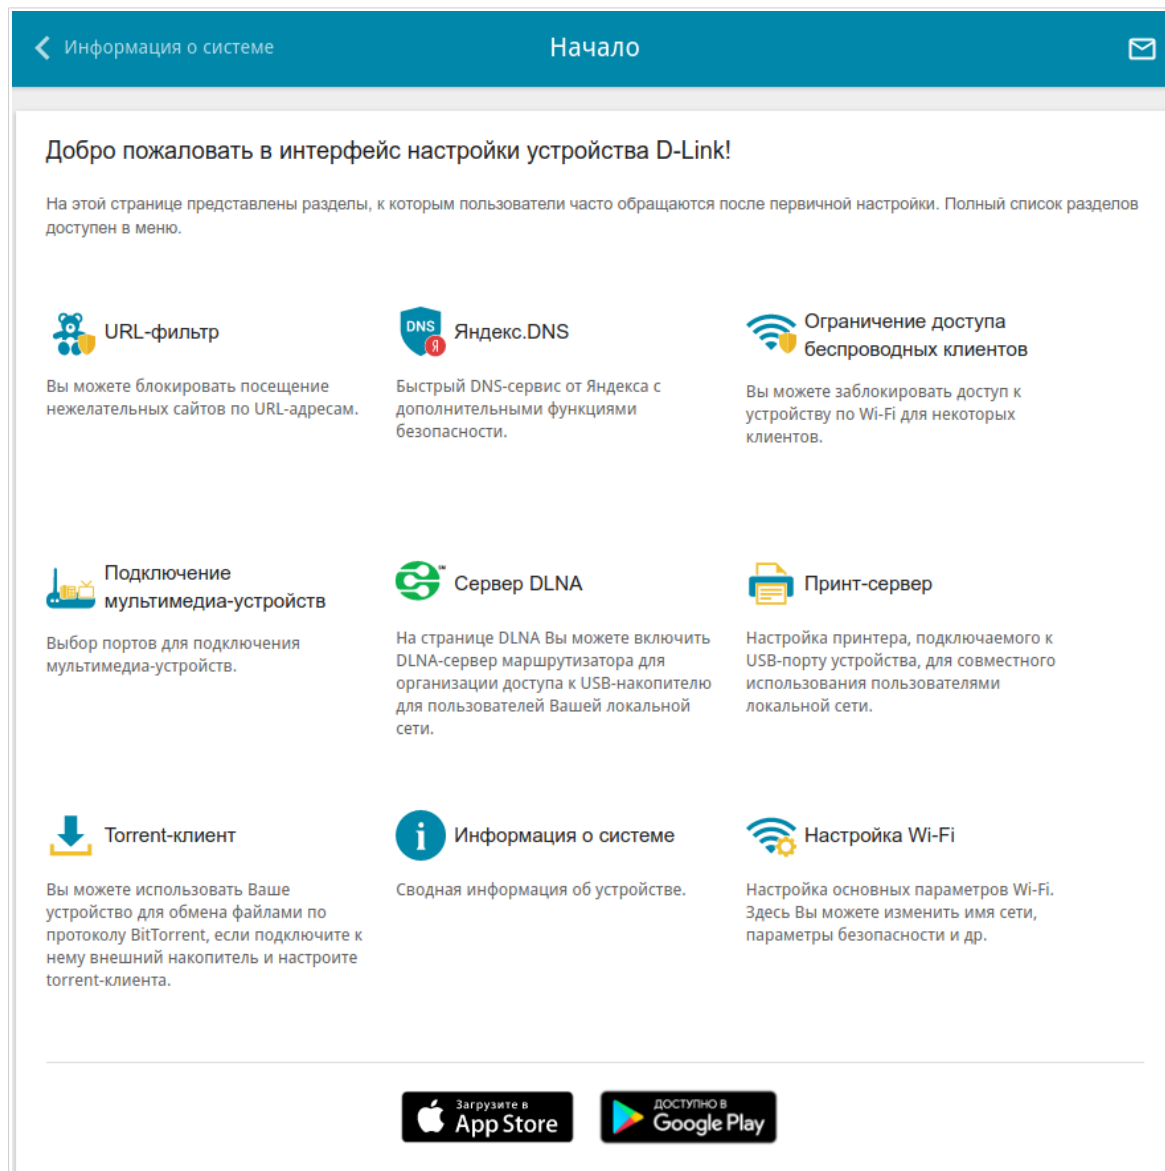 Информация о системе
Начало
Добро пожаловать в интерфейс настройки устройства D-Link!
На этой странице представлены разделы, к которым пользователи часто обращаются после первичной настройки. Полный список разделов
доступен в меню.
URL-фильтр
Вы можете блокировать посещение
нежелательных сайтов по URL-адресам.
DNS
Я
Яндекс.DNS
Быстрый DNS-сервис от Яндекса с
дополнительными функциями
безопасности.
Ограничение доступа
беспроводных клиентов
Вы можете заблокировать доступ к
устройству по Wi-Fi для некоторых
клиентов.
Подключение
мультимедиа-устройств
Выбор портов для подключения
мультимедиа-устройств.
Сервер DLNA
На странице DLNA Вы можете включить
DLNA-сервер маршрутизатора для
организации доступа к USB-накопителю
для пользователей Вашей локальной
сети.
Принт-сервер
Настройка принтера, подключаемого к
USB-порту устройства, для совместного
использования пользователями
локальной сети.
Torrent-клиент
Вы можете использовать Ваше
устройство для обмена файлами по
протоколу BitTorrent, если подключите к
нему внешний накопитель и настроите
torrent-клиента.
i
Информация о системе
Сводная информация об устройстве.
Настройка Wi-Fi
Настройка основных параметров Wi-Fi.
Здесь Вы можете изменить имя сети,
параметры безопасности и др.
Загрузите в
App Store
ДОСТУПНО В
Google Play